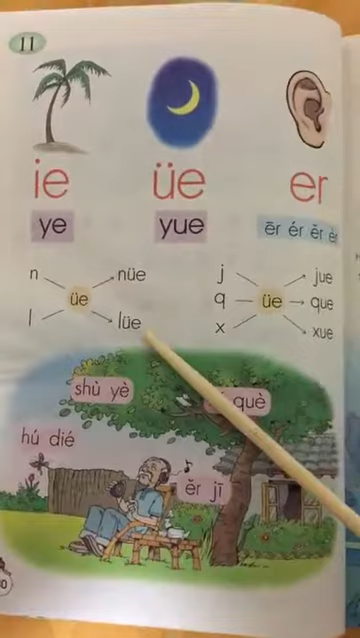 11
ie üe er
ye yue ēr ér ěr èr
n nüe j jue
üe q üe que
l lüe x xue
shù yè
què
hú dié
ěr jī